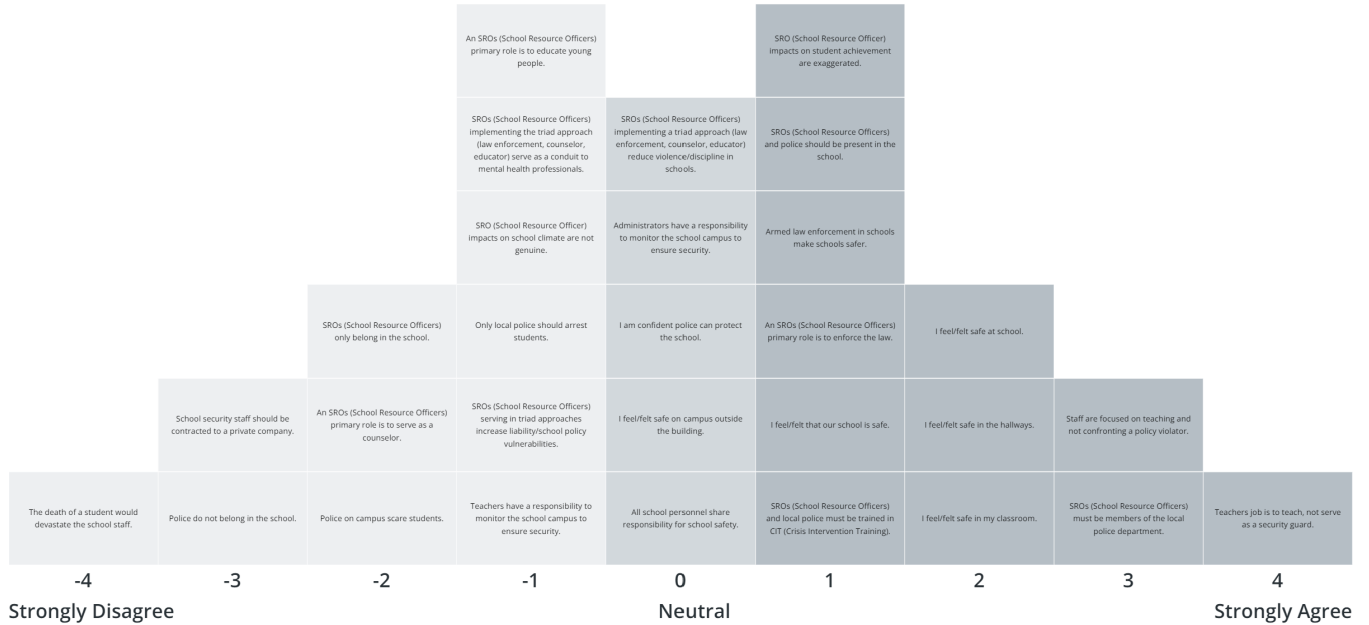 An SROs (School Resource Officers)
primary role is to educate young
people.
SRO (School Resource Officer)
impacts on student achievement
are exaggerated.
SROs (School Resource Officers)
implementing the triad approach
(law enforcement, counselor,
educator) serve as a conduit to
mental health professionals.
SROs (School Resource Officers)
implementing a triad approach (law
enforcement, counselor, educator)
reduce violence/discipline in
schools.
SROs (School Resource Officers)
and police should be present in the
school.
SRO (School Resource Officer)
impacts on school climate are not
genuine.
Administrators have a responsibility
to monitor the school campus to
ensure security.
Armed law enforcement in schools
make schools safer.
SROs (School Resource Officers)
only belong in the school.
Only local police should arrest
students.
I am confident police can protect
the school.
An SROs (School Resource Officers)
primary role is to enforce the law.
I feel/felt safe at school.
School security staff should be
contracted to a private company.
An SROs (School Resource Officers)
primary role is to serve as a
counselor.
SROs (School Resource Officers)
serving in triad approaches
increase liability/school policy
vulnerabilities.
I feel/felt safe on campus outside
the building.
I feel/felt that our school is safe.
I feel/felt safe in the hallways.
Staff are focused on teaching and
not confronting a policy violator.
The death of a student would
devastate the school staff.
Police do not belong in the school.
Police on campus scare students.
Teachers have a responsibility to
monitor the school campus to
ensure security.
All school personnel share
responsibility for school safety.
SROs (School Resource Officers)
and local police must be trained in
CIT (Crisis Intervention Training).
I feel/felt safe in my classroom.
SROs (School Resource Officers)
must be members of the local
police department.
Teachers job is to teach, not serve
as a security guard.
-4 -3 -2 -1 0 1 2 3 4
Strongly Disagree Neutral Strongly Agree